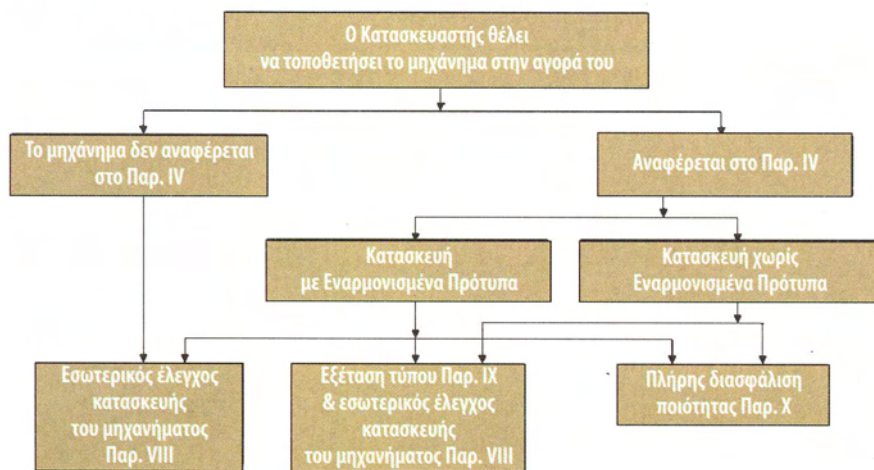 Ο Κατασκευαστής θέλει
να τοποθετήσει το μηχάνημα στην αγορά του
Το μηχάνημα δεν αναφέρεται
στο Παρ. IV
Αναφέρεται στο Παρ. IV
Κατασκευή
με Εναρμονισμένα Πρότυπα
Κατασκευή χωρίς
Εναρμονισμένα Πρότυπα
Εσωτερικός έλεγχος
κατασκευής
του μηχανήματος
Παρ. VIII
Εξέταση τύπου Παρ. IX
& εσωτερικός έλεγχος
κατασκευής
του μηχανήματος Παρ. VIII
Πλήρης διασφάλιση
ποιότητας Παρ. X